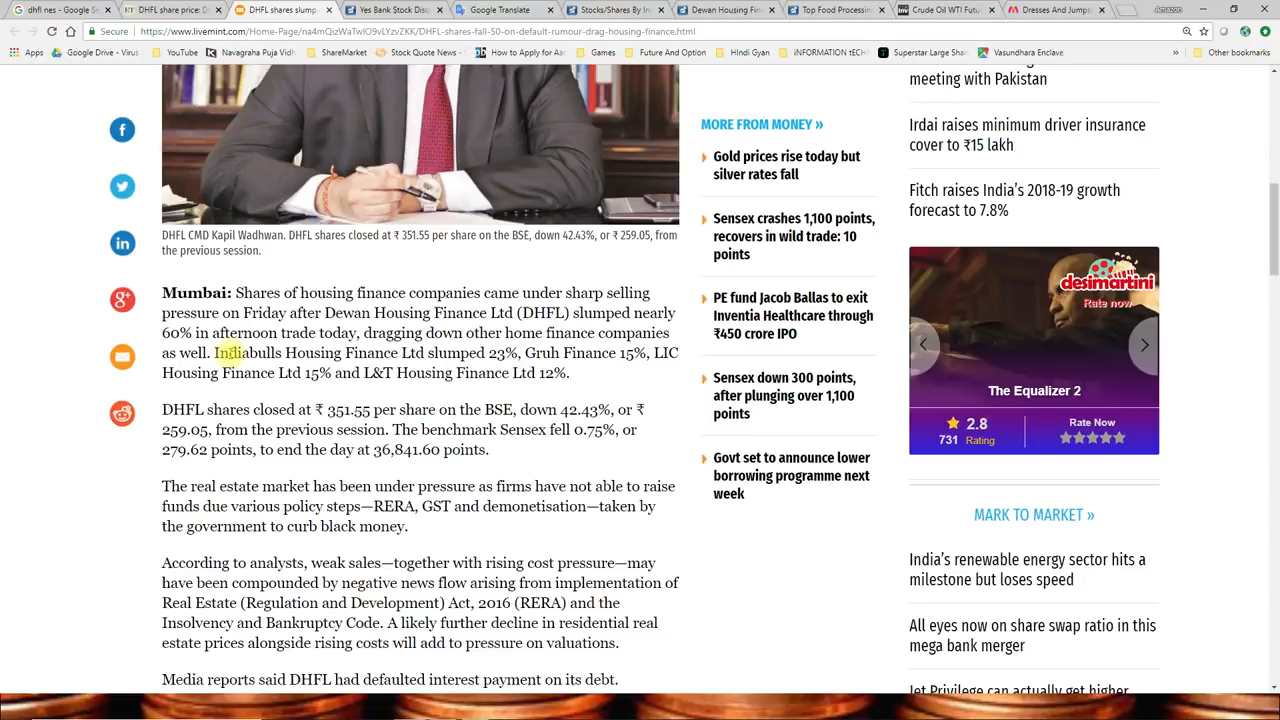 dhfl nes - Google Se
DHFL share price: D
DHFL shares slump
Yes Bank Stock Disc
Google Translate
Stocks/Shares By In
Dewan Housing Fina
Top Food Processing
Crude Oil WTI Futur
Dresses And Jumps
Amazon
Secure
https://www.livemint.com/Home-Page/na4mQizWaTwlO9vLYzvZKK/DHFL-shares-fall-50-on-default-rumour-drag-housing-finance.html
Apps
Google Drive - Virus
YouTube
Navagraha Puja Vidh
ShareMarket
Stock Quote News -
How to Apply for Aa
Games
Future And Option
HIndi Gyan
iNFORMATION tECH
Superstar Large Shar
Vasundhara Enclave,
Other bookmarks
DHFL CMD Kapil Wadhwan. DHFL shares closed at ₹ 351.55 per share on the BSE, down 42.43%, or ₹ 259.05, from
the previous session.
Mumbai: Shares of housing finance companies came under sharp selling
pressure on Friday after Dewan Housing Finance Ltd (DHFL) slumped nearly
60% in afternoon trade today, dragging down other home finance companies
as well. Indiabulls Housing Finance Ltd slumped 23%, Gruh Finance 15%, LIC
Housing Finance Ltd 15% and L&T Housing Finance Ltd 12%.
DHFL shares closed at ₹ 351.55 per share on the BSE, down 42.43%, or ₹
259.05, from the previous session. The benchmark Sensex fell 0.75%, or
279.62 points, to end the day at 36,841.60 points.
The real estate market has been under pressure as firms have not able to raise
funds due various policy steps—RERA, GST and demonetisation—taken by
the government to curb black money.
According to analysts, weak sales—together with rising cost pressure—may
have been compounded by negative news flow arising from implementation of
Real Estate (Regulation and Development) Act, 2016 (RERA) and the
Insolvency and Bankruptcy Code. A likely further decline in residential real
estate prices alongside rising costs will add to pressure on valuations.
Media reports said DHFL had defaulted interest payment on its debt.
MORE FROM MONEY »
Gold prices rise today but
silver rates fall
Sensex crashes 1,100 points,
recovers in wild trade: 10
points
PE fund Jacob Ballas to exit
Inventia Healthcare through
₹450 crore IPO
Sensex down 300 points,
after plunging over 1,100
points
Govt set to announce lower
borrowing programme next
week
meeting with Pakistan
Irdai raises minimum driver insurance
cover to ₹15 lakh
Fitch raises India's 2018-19 growth
forecast to 7.8%
desimartini
Rate now
The Equalizer 2
2.8
731 Rating
Rate Now
MARK TO MARKET »
India's renewable energy sector hits a
milestone but loses speed
All eyes now on share swap ratio in this
mega bank merger
Jet Privilege can actually get higher